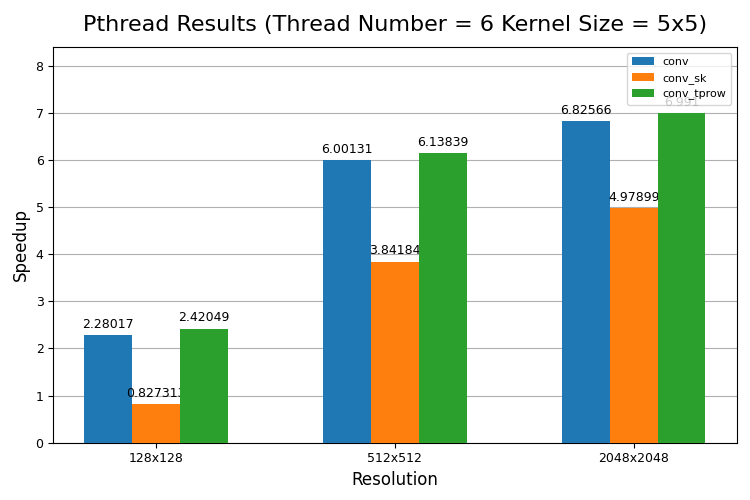 Pthread Results (Thread Number = 6 Kernel Size = 5x5)
Speedup
8
7
6
5
4
3
2
1
0
conv
conv_sk
conv_tprow
2.28017
0.827313
2.42049
6.00131
3.84184
6.13839
6.82566
4.97899
6.991
128x128
512x512
2048x2048
Resolution